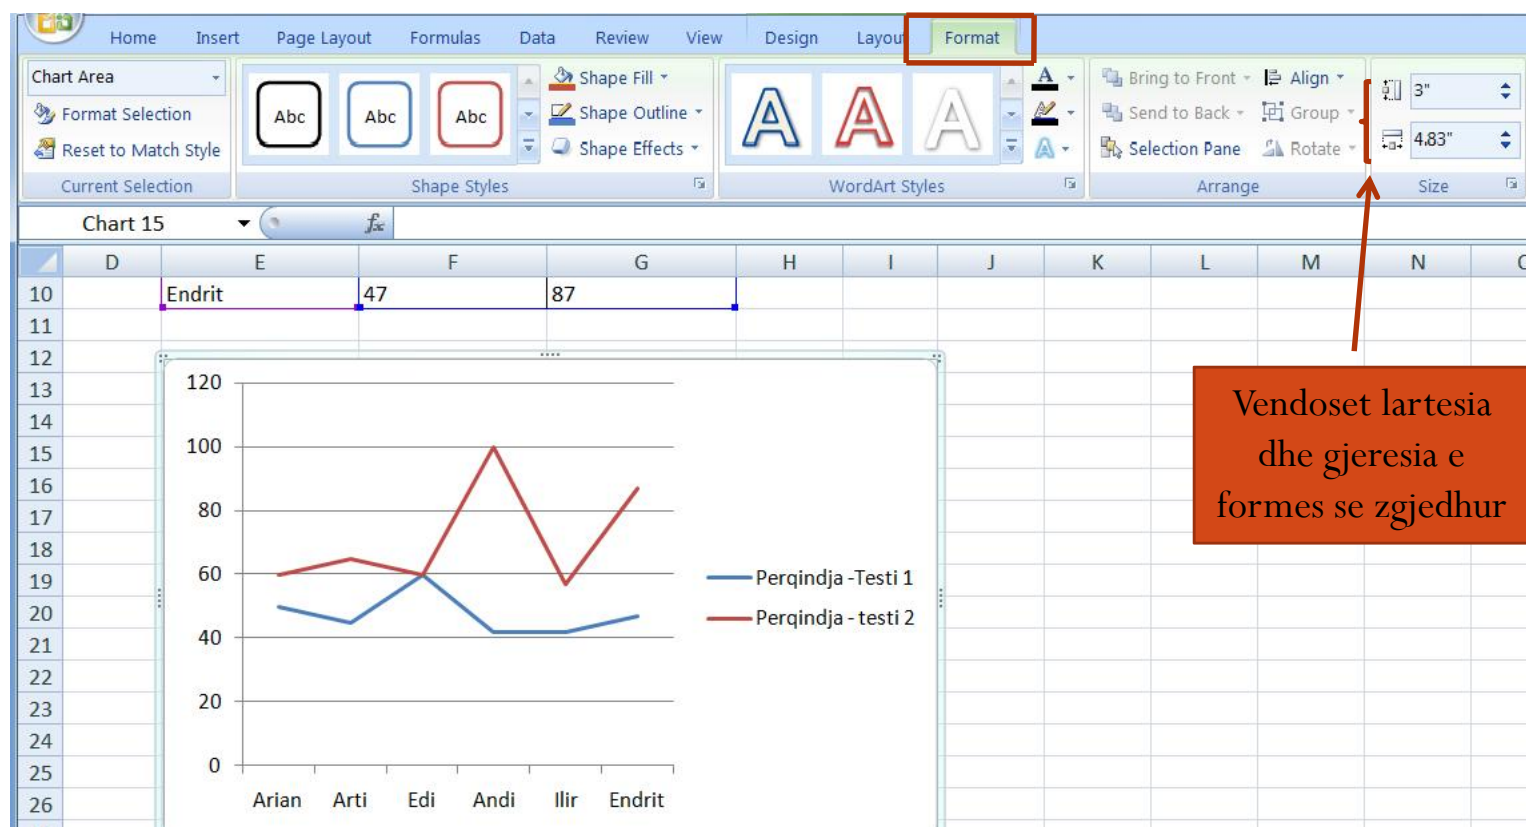 Home Insert Page Layout Formulas Data Review View Design Layout Format
Chart Area
Format Selection
Reset to Match Style
Current Selection
Abc Abc Abc
Shape Fill
Shape Outline
Shape Effects
Shape Styles
A A A
A
A
WordArt Styles
Bring to Front
Send to Back
Selection Pane
Align
Group
Rotate
Arrange
3"
4.83"
Size
Chart 15 fx
D E F G H I J K L M N
10 Endrit 47 87
11
12
13
14
15
16
17
18
19
20
21
22
23
24
25
26
120
100
80
60
40
20
0
Arian Arti Edi Andi Ilir Endrit
Perqindja -Testi 1
Perqindja - testi 2
Vendoset lartesia
dhe gjeresia e
formes se zgjedhur